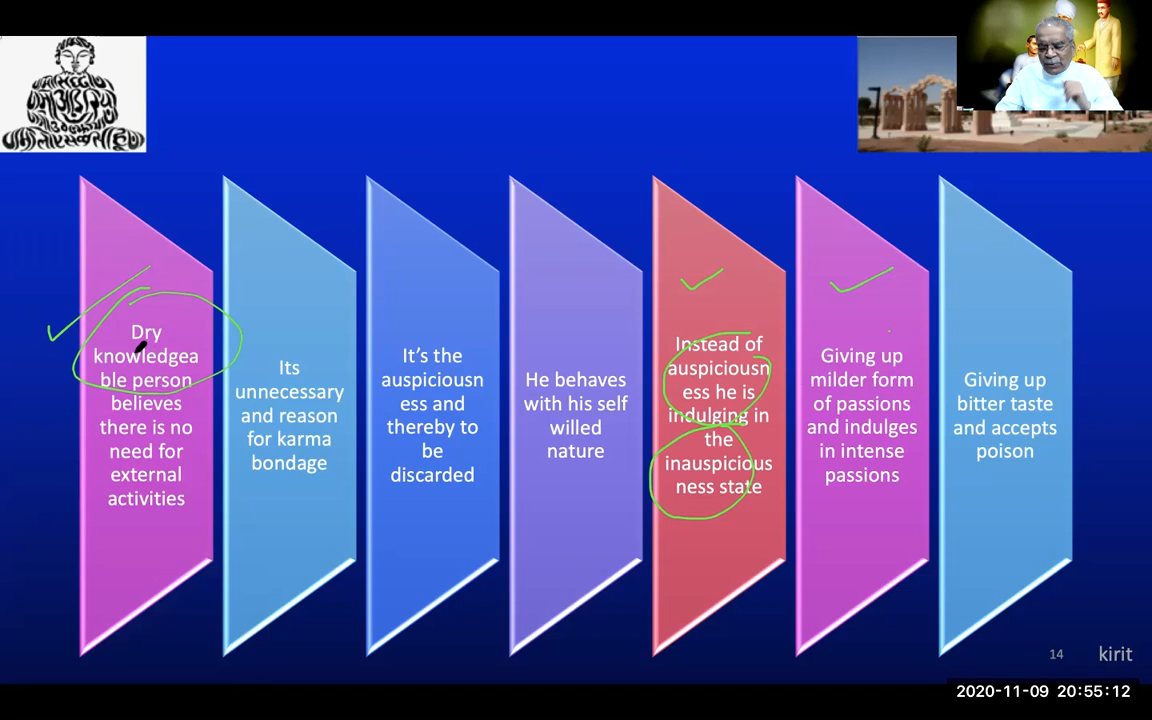 Dry
knowledgea
ble person
believes
there is no
need for
external
activities
Its
unnecessary
and reason
for karma
bondage
It's the
auspiciousn
ess and
thereby to
be
discarded
He behaves
with his self
willed
nature
Instead of
auspiciousn
ess he is
indulging in
the
inauspicious
ness state
Giving up
milder form
of passions
and indulges
in intense
passions
Giving up
bitter taste
and accepts
poison
14
kirit
2020-11-09 20:55:12